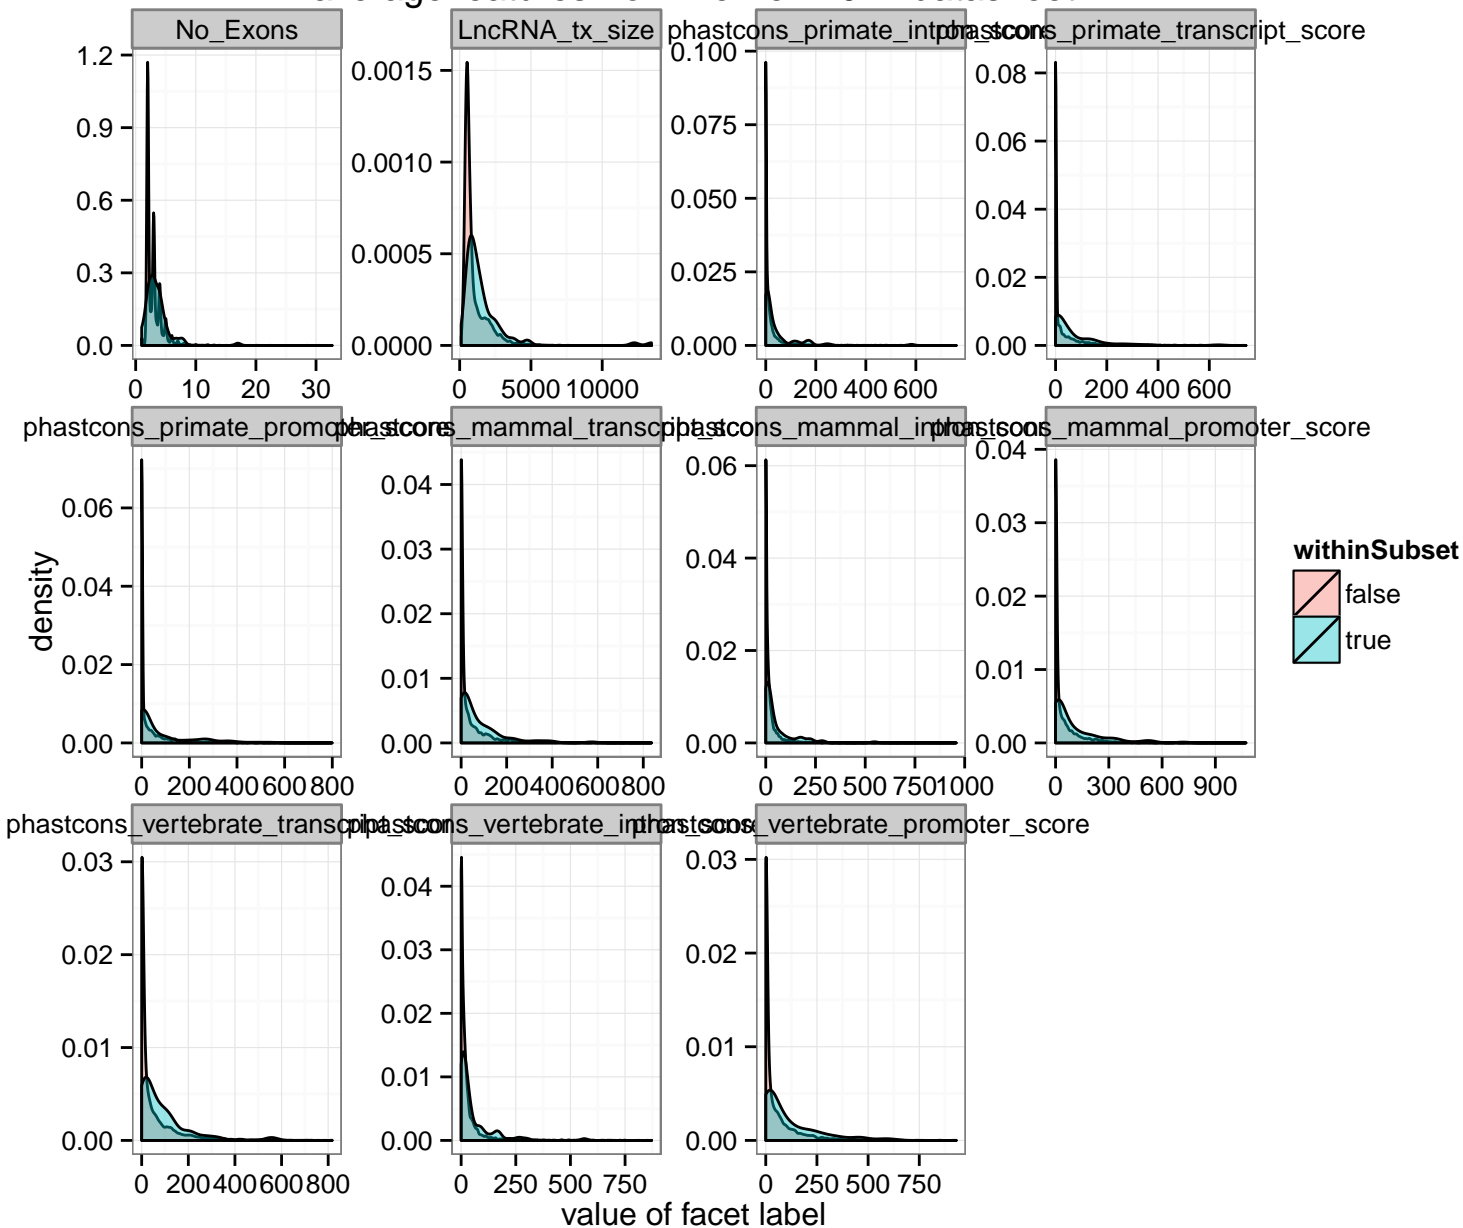 No_Exons
LncRNA_tx_size
phastcons_primate_intron_score
phastcons_primate_transcript_score
1.2
0.9
0.6
0.3
0.0
0.0015
0.0010
0.0005
0.0000
0.100
0.075
0.050
0.025
0.000
0.08
0.06
0.04
0.02
0.00
0 10 20 30
0 5000 10000
0 200 400 600
0 200 400 600
phastcons_primate_promoter_score
phastcons_mammal_transcript_score
phastcons_mammal_intron_score
phastcons_mammal_promoter_score
0.06
0.04
0.02
0.00
0.04
0.03
0.02
0.01
0.00
0.06
0.04
0.02
0.00
0.04
0.03
0.02
0.01
0.00
0 200 400 600 800
0 200 400 600 800
0 250 500 750 1000
0 300 600 900
phastcons_vertebrate_transcript_score
phastcons_vertebrate_intron_score
phastcons_vertebrate_promoter_score
0.03
0.02
0.01
0.00
0.04
0.03
0.02
0.01
0.00
0.03
0.02
0.01
0.00
0 200 400 600 800
0 250 500 750
0 250 500 750
value of facet label
density
withinSubset
false
true